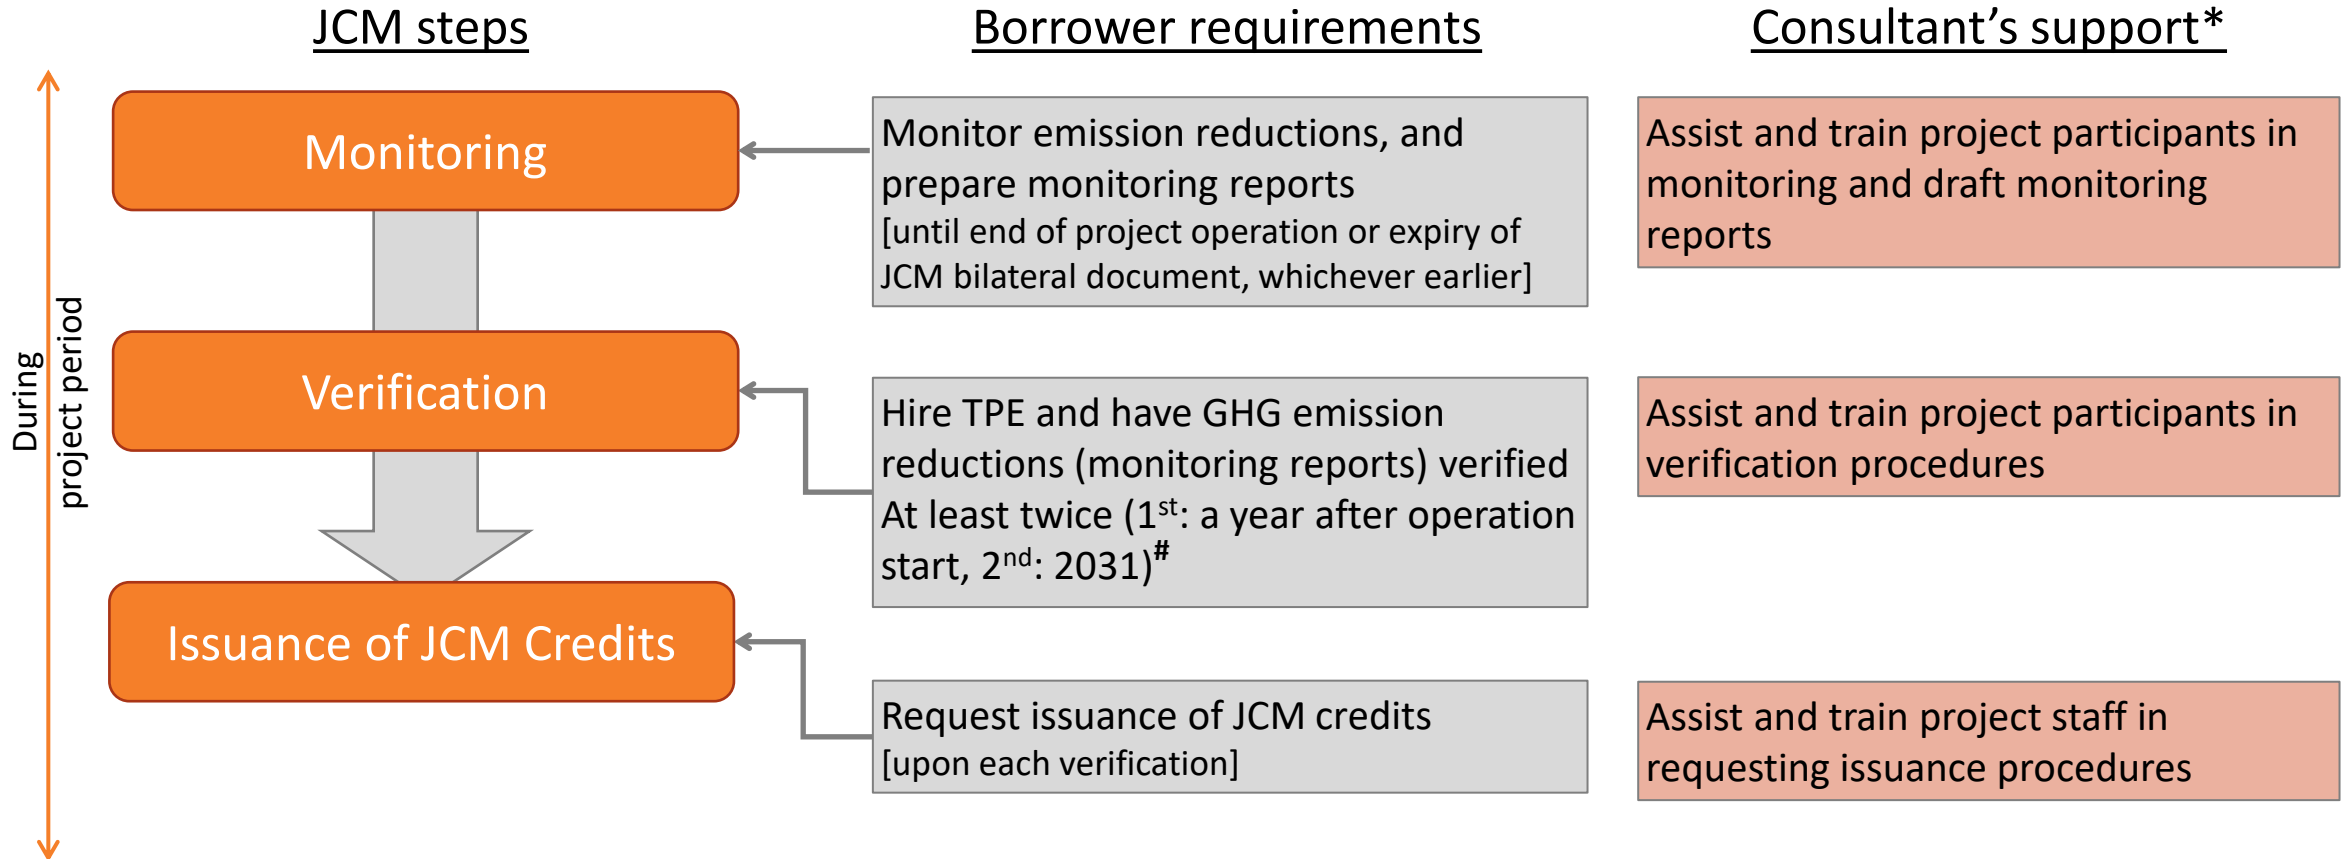 JCM steps
Borrower requirements
Consultant’s support*
During
project period
Monitoring
Monitor emission reductions, and
prepare monitoring reports
[until end of project operation or expiry of
JCM bilateral document, whichever earlier]
Assist and train project participants in
monitoring and draft monitoring
reports
Verification
Hire TPE and have GHG emission
reductions (monitoring reports) verified
At least twice (1st: a year after operation
start, 2nd: 2031)#
Assist and train project participants in
verification procedures
Issuance of JCM Credits
Request issuance of JCM credits
[upon each verification]
Assist and train project staff in
requesting issuance procedures